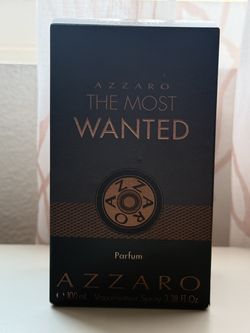 AZZARO
THE MOST
WANTED
AZZARO
Parfum
AZZARO
e 100 mL Vaporisateur Spray 3.38 Fl.Oz.